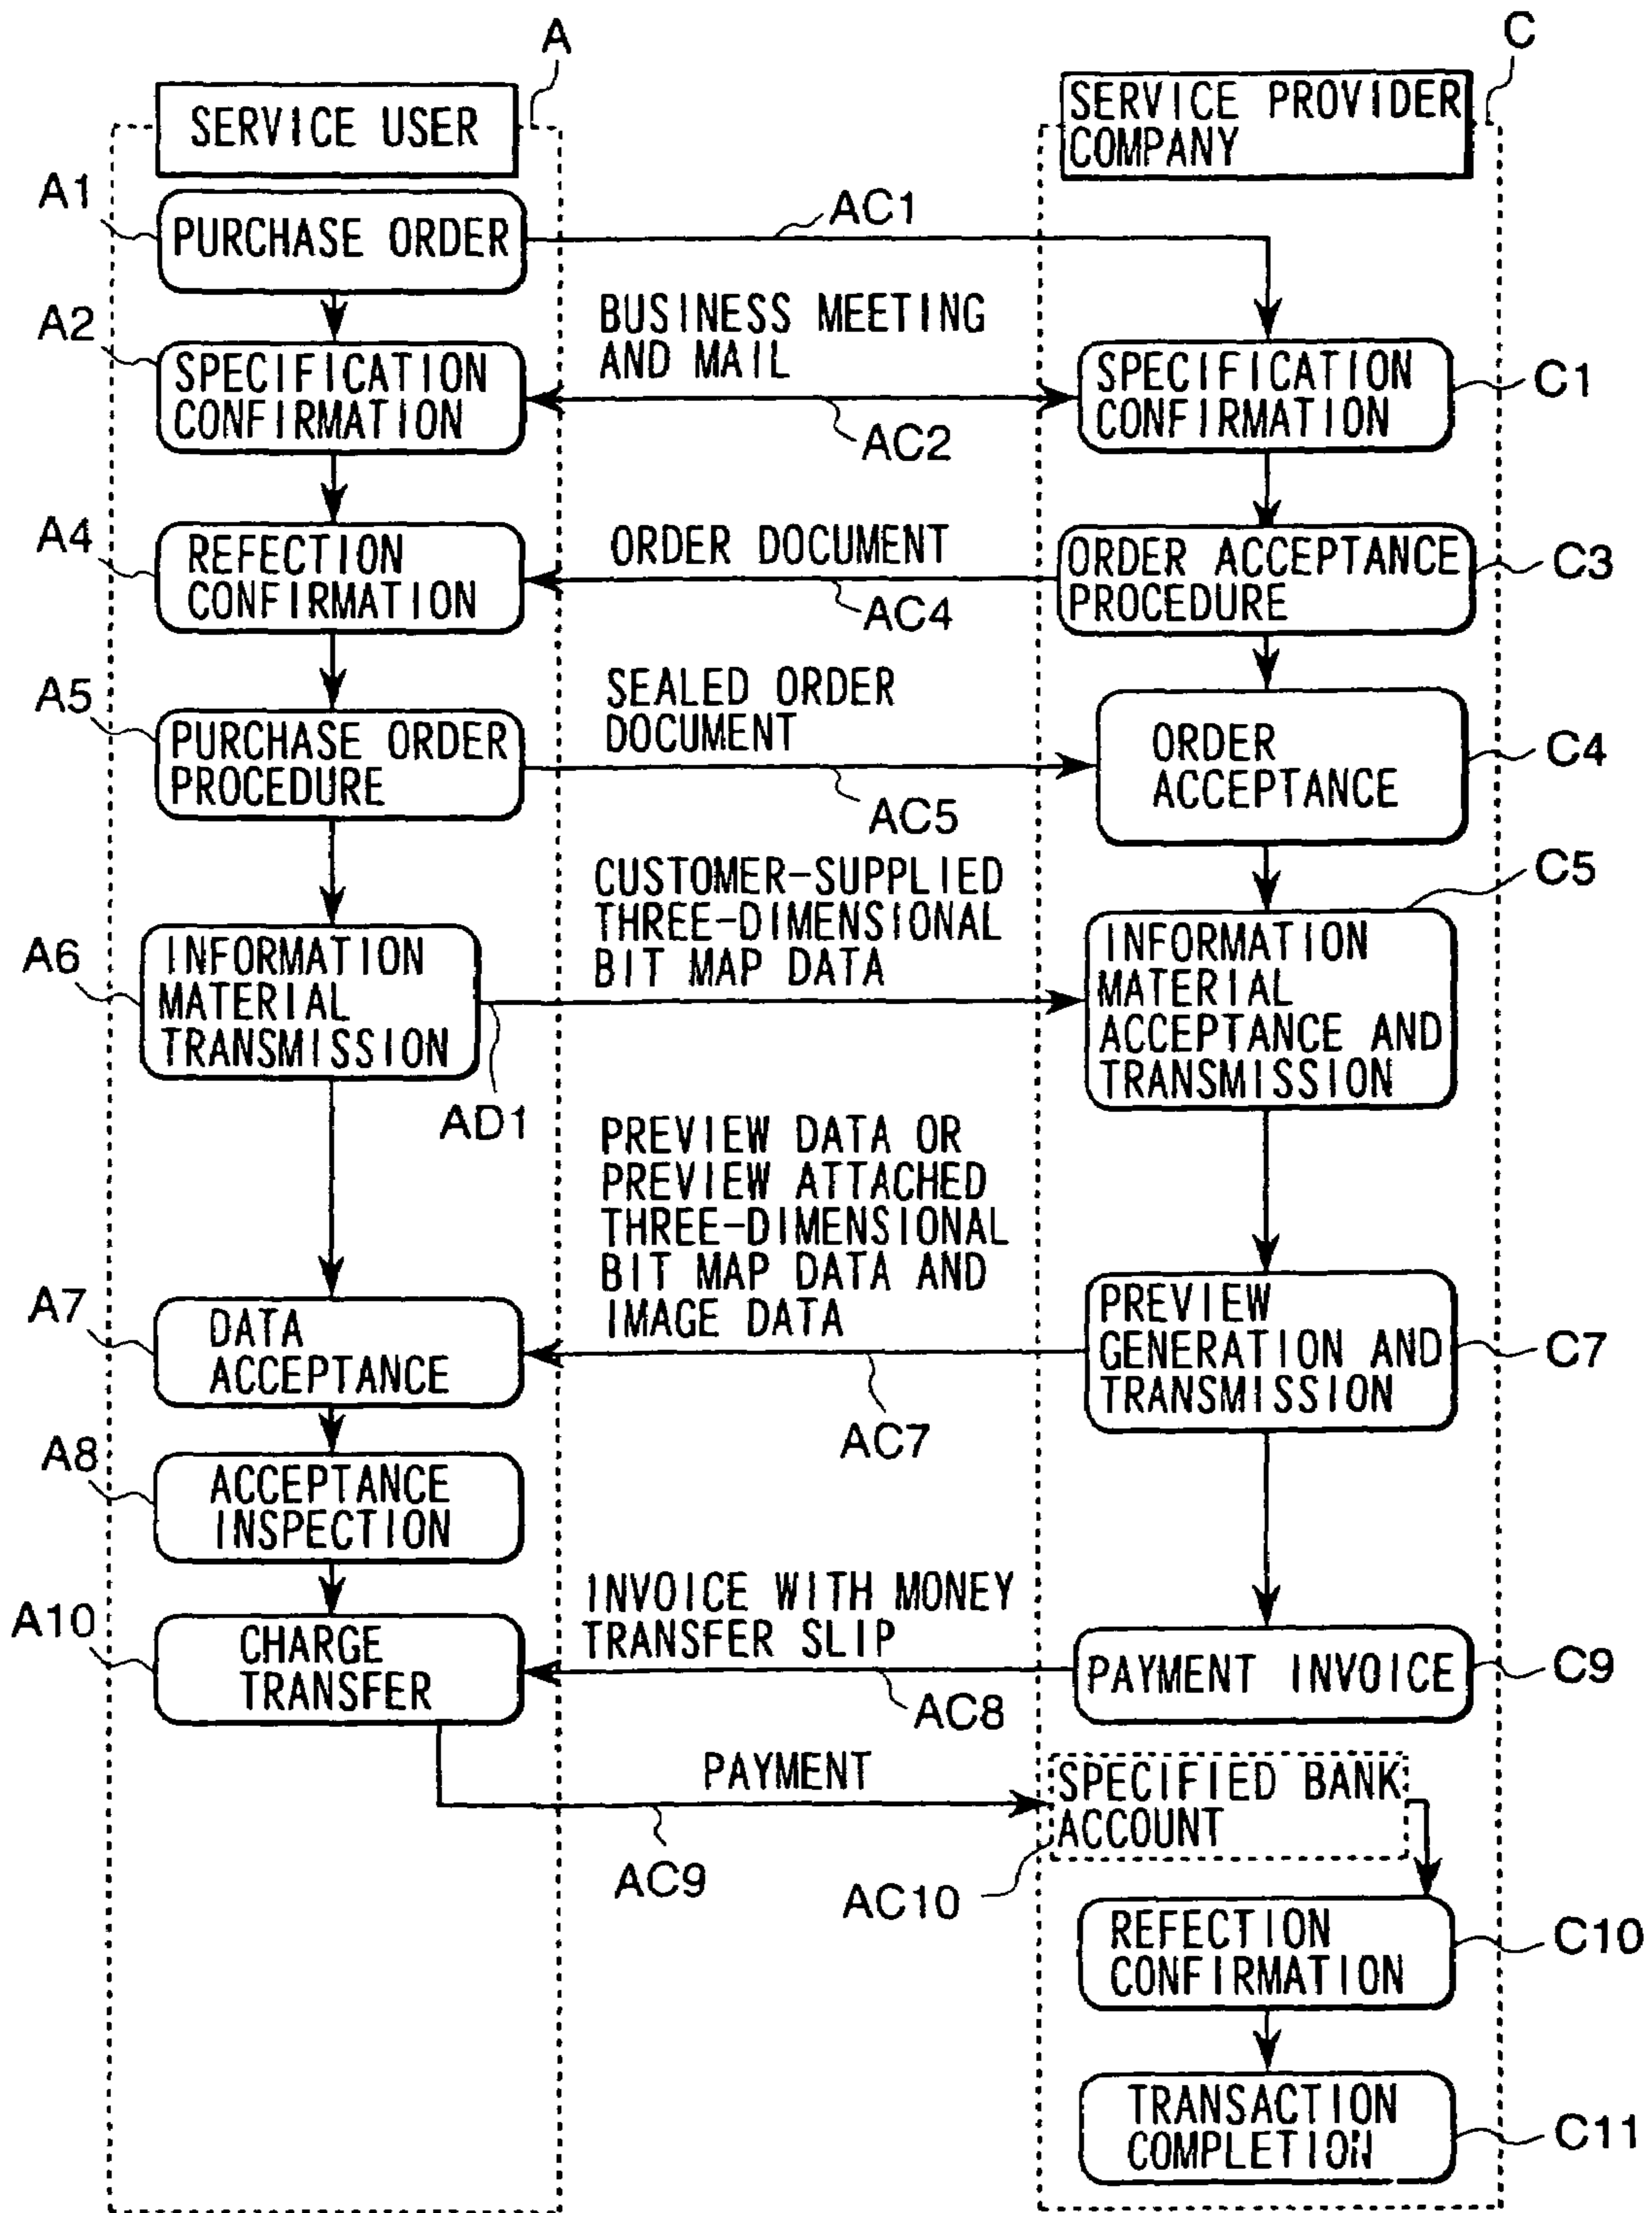 A
C
SERVICE USER
SERVICE PROVIDER
COMPANY
A1
PURCHASE ORDER
AC1
A2
SPECIFICATION
CONFIRMATION
BUSINESS MEETING
AND MAIL
AC2
SPECIFICATION
CONFIRMATION
C1
A4
REFECTION
CONFIRMATION
ORDER DOCUMENT
AC4
ORDER ACCEPTANCE
PROCEDURE
C3
A5
PURCHASE ORDER
PROCEDURE
SEALED ORDER
DOCUMENT
AC5
ORDER
ACCEPTANCE
C4
A6
INFORMATION
MATERIAL
TRANSMISSION
CUSTOMER-SUPPLIED
THREE-DIMENSIONAL
BIT MAP DATA
AD1
C5
INFORMATION
MATERIAL
ACCEPTANCE AND
TRANSMISSION
A7
DATA
ACCEPTANCE
PREVIEW DATA OR
PREVIEW ATTACHED
THREE-DIMENSIONAL
BIT MAP DATA AND
IMAGE DATA
AC7
PREVIEW
GENERATION AND
TRANSMISSION
C7
A8
ACCEPTANCE
INSPECTION
A10
CHARGE
TRANSFER
INVOICE WITH MONEY
TRANSFER SLIP
AC8
PAYMENT INVOICE
C9
PAYMENT
AC9
SPECIFIED BANK
ACCOUNT
AC10
REFECTION
CONFIRMATION
C10
TRANSACTION
COMPLETION
C11